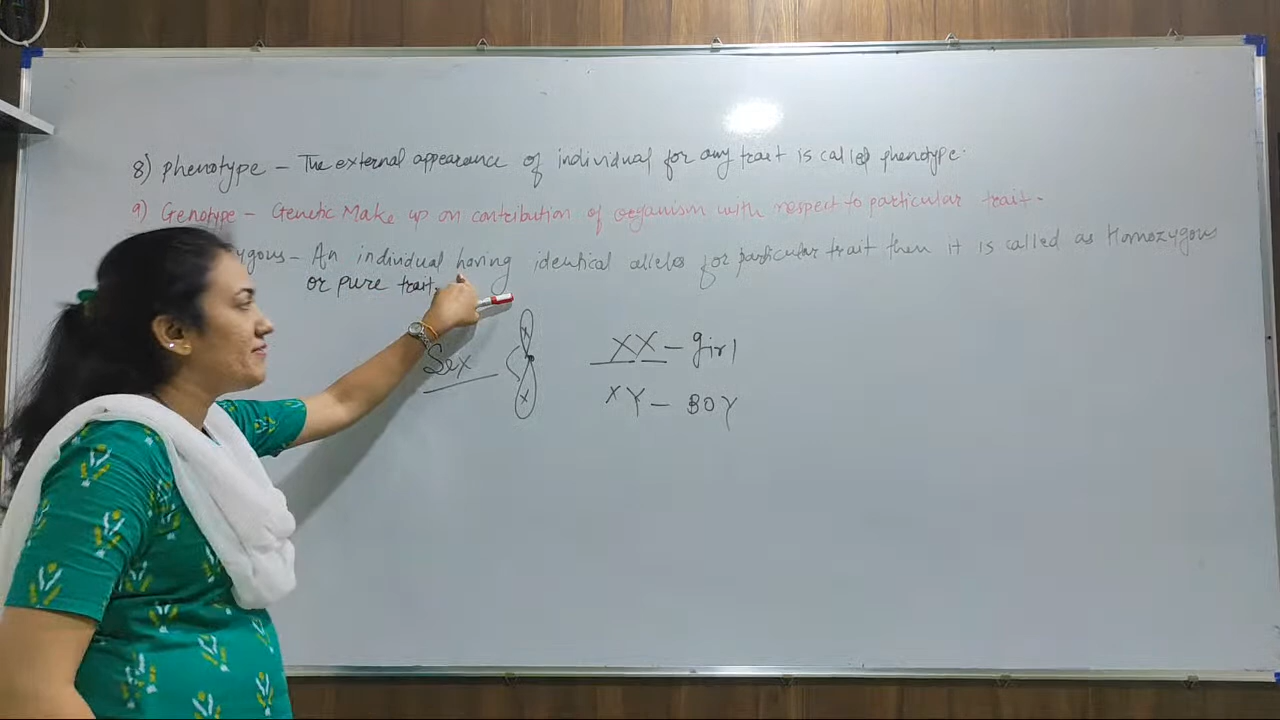 8) Phenotype – The external appearance of individual for any trait is called phenotype.
9) Genotype – Genetic Make up on contribution of organism with respect to particular trait.
ygous – An individual having identical alleles for particular trait then it is called as Homozygous
or pure trait.
Sex
X
X
XX – girl
XY – BOY